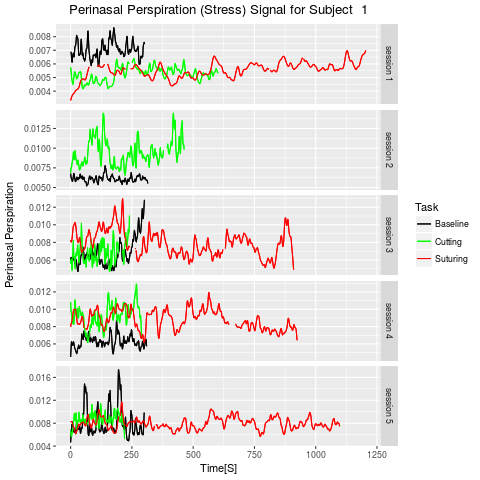 Perinasal Perspiration (Stress) Signal for Subject 1
0.008
0.007
0.006
0.005
0.004
session 1
0.0125
0.0100
0.0075
0.0050
session 2
0.012
0.010
0.008
0.006
session 3
0.012
0.010
0.008
0.006
session 4
0.016
0.012
0.008
0.004
session 5
Perinasal Perspiration
0
250
500
750
1000
1250
Time[S]
Task
Baseline
Cutting
Suturing